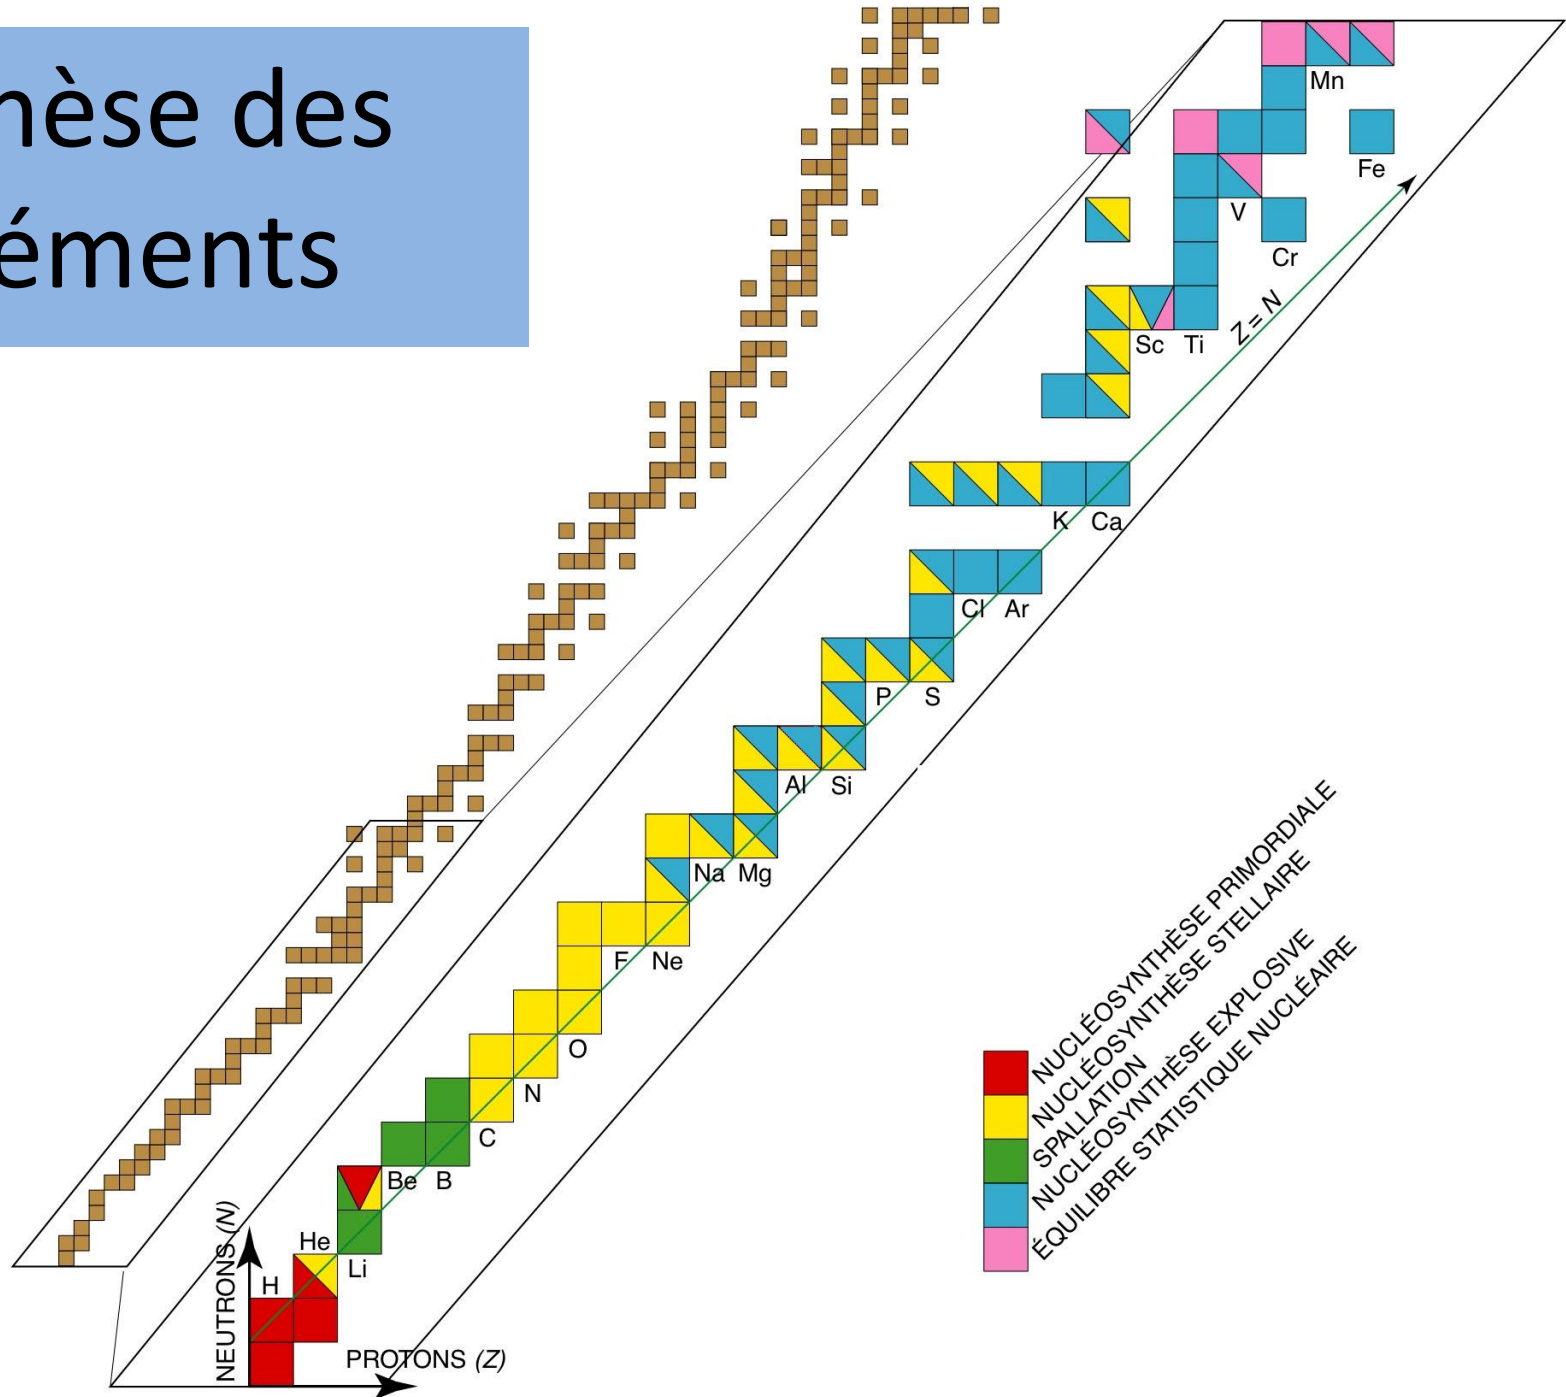 hèse des
éments
Mn
Fe
V
Cr
Z = N
Sc Ti
K Ca
Cl Ar
P S
Al Si
Na Mg
F Ne
O
N
C
Be B
He
Li
H
NEUTRONS (N)
PROTONS (Z)
NUCLÉOSYNTHÈSE PRIMORDIALE
NUCLÉOSYNTHÈSE STELLAIRE
SPALLATION
NUCLÉOSYNTHÈSE EXPLOSIVE
ÉQUILIBRE STATISTIQUE NUCLÉAIRE